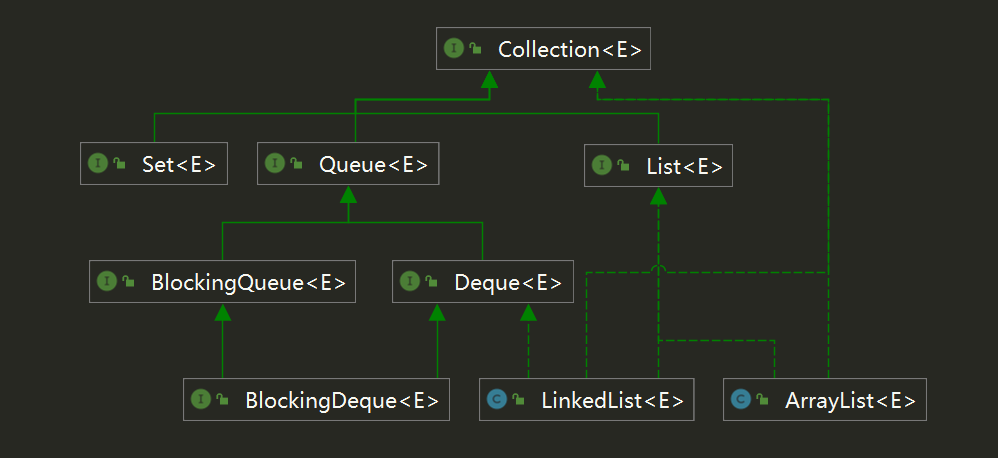 I Collection<E>
I Set<E>
I Queue<E>
I List<E>
I BlockingQueue<E>
I Deque<E>
I BlockingDeque<E>
C LinkedList<E>
C ArrayList<E>